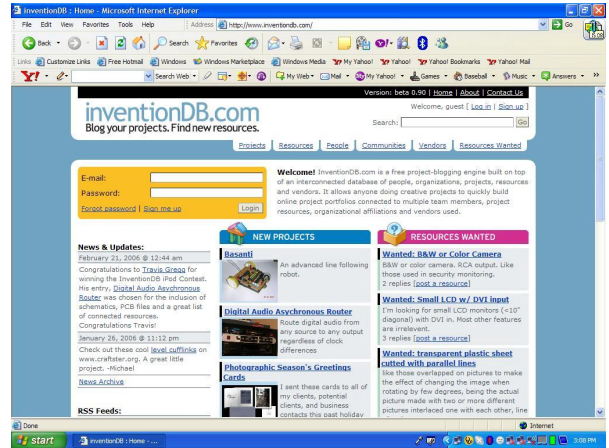 InventionDB : Home - Microsoft Internet Explorer
File Edit View Favorites Tools Help Address http://www.inventiondb.com/ Go
Back Search Favorites
Links Customize Links Free Hotmail Windows Windows Marketplace Windows Media My Yahoo! Yahoo! Yahoo! Bookmarks Yahoo! Mail
Y! Search Web My Web Mail My Yahoo! Games Baseball Music Answers
Version: beta 0.90 | Home | About | Contact Us
inventionDB.com
Blog your projects. Find new resources.
Welcome, guest [ Log in | Sign up ]
Search: Go
Projects | Resources | People | Communities | Vendors | Resources Wanted
E-mail:
Password:
Forgot password | Sign me up Login
Welcome! InventionDB.com is a free project-blogging engine built on top
of an interconnected database of people, organizations, projects, resources
and vendors. It allows anyone doing creative projects to quickly build
online project portfolios connected to multiple team members, project
resources, organizational affiliations and vendors used.
News & Updates:
February 21, 2006 @ 12:44 am
Congratulations to Travis Gregg for
winning the InventionDB iPod Contest.
His entry, Digital Audio Asychronous
Router was chosen for the inclusion of
schematics, PCB files and a great list
of connected resources.
Congratulations Travis!
January 26, 2006 @ 11:12 pm
Check out these cool level cufflinks on
www.craftster.org. A great little
project. -Michael
News Archive
RSS Feeds:
NEW PROJECTS
Basanti
An advanced line following
robot.
Digital Audio Asychronous Router
Route digital audio from
any source to any output
regardless of clock
differences
Photographic Season's Greetings
Cards
I sent these cards to all of
my clients, potential
clients, and business
contacts this past holiday
RESOURCES WANTED
Wanted: B&W or Color Camera
B&W or color camera. RCA output. Like
those used in security monitoring.
2 replies [post a resource]
Wanted: Small LCD w/ DVI input
I'm looking for small LCD monitors (<10"
diagonal) with DVI in. Most other features
are irrelevent.
3 replies [post a resource]
Wanted: transparent plastic sheet
cutted with parallel lines
like those overlapped on pictures to make
the effect of changing the image when
rotating by few degrees, being the actual
picture made with two or more different
pictures interlaced one with each other, line
Done Internet
start inventionDB : Home - ... 3:08 PM